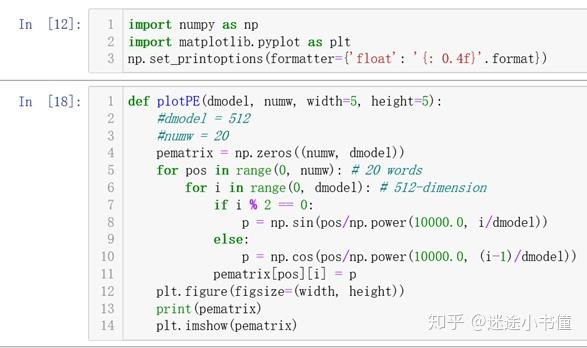 In [12]:
1 import numpy as np
2 import matplotlib.pyplot as plt
3 np.set_printoptions(formatter={'float': '{: 0.4f}'.format})
In [18]:
1 def plotPE(dmodel, numw, width=5, height=5):
2     #dmodel = 512
3     #numw = 20
4     pematrix = np.zeros((numw, dmodel))
5     for pos in range(0, numw): # 20 words
6         for i in range(0, dmodel): # 512-dimension
7             if i % 2 == 0:
8                 p = np.sin(pos/np.power(10000.0, i/dmodel))
9             else:
10                 p = np.cos(pos/np.power(10000.0, (i-1)/dmodel))
11             pematrix[pos][i] = p
12     plt.figure(figsize=(width, height))
13     print(pematrix)
14     plt.imshow(pematrix)
知乎 @迷途小书僮